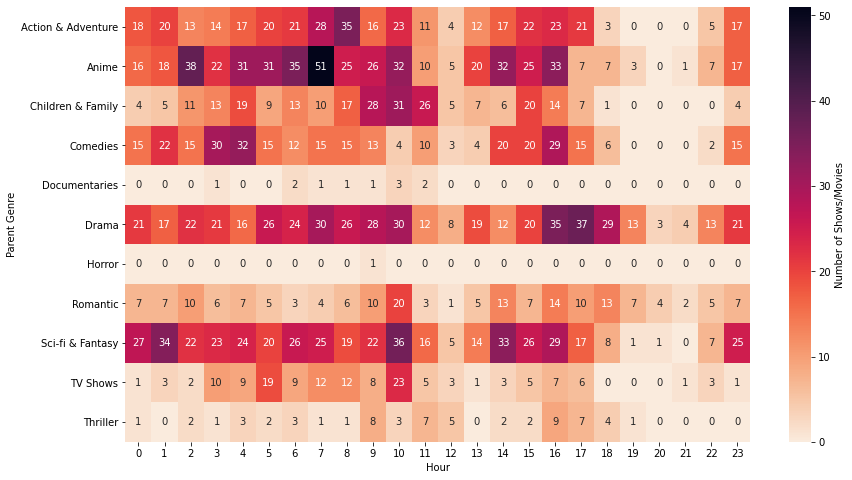 Action & Adventure 18 20 13 14 17 20 21 28 35 16 23 11 4 12 17 22 23 21 3 0 0 0 5 17
Anime 16 18 38 22 31 31 35 51 25 26 32 10 5 20 32 25 33 7 7 3 0 1 7 17
Children & Family 4 5 11 13 19 9 13 10 17 28 31 26 5 7 6 20 14 7 1 0 0 0 0 4
Comedies 15 22 15 30 32 15 12 15 15 13 4 10 3 4 20 20 29 15 6 0 0 0 2 15
Documentaries 0 0 0 1 0 0 2 1 1 1 3 2 0 0 0 0 0 0 0 0 0 0 0 0
Drama 21 17 22 21 16 26 24 30 26 28 30 12 8 19 12 20 35 37 29 13 3 4 13 21
Horror 0 0 0 0 0 0 0 0 0 1 0 0 0 0 0 0 0 0 0 0 0 0 0 0
Romantic 7 7 10 6 7 5 3 4 6 10 20 3 1 5 13 7 14 10 13 7 4 2 5 7
Sci-fi & Fantasy 27 34 22 23 24 20 26 25 19 22 36 16 5 14 33 26 29 17 8 1 1 0 7 25
TV Shows 1 3 2 10 9 19 9 12 12 8 23 5 3 1 3 5 7 6 0 0 0 1 3 1
Thriller 1 0 2 1 3 2 3 1 1 8 3 7 5 0 2 2 9 7 4 1 0 0 0 0
0 1 2 3 4 5 6 7 8 9 10 11 12 13 14 15 16 17 18 19 20 21 22 23
Hour
Parent Genre
50
40
30
20
10
0
Number of Shows/Movies